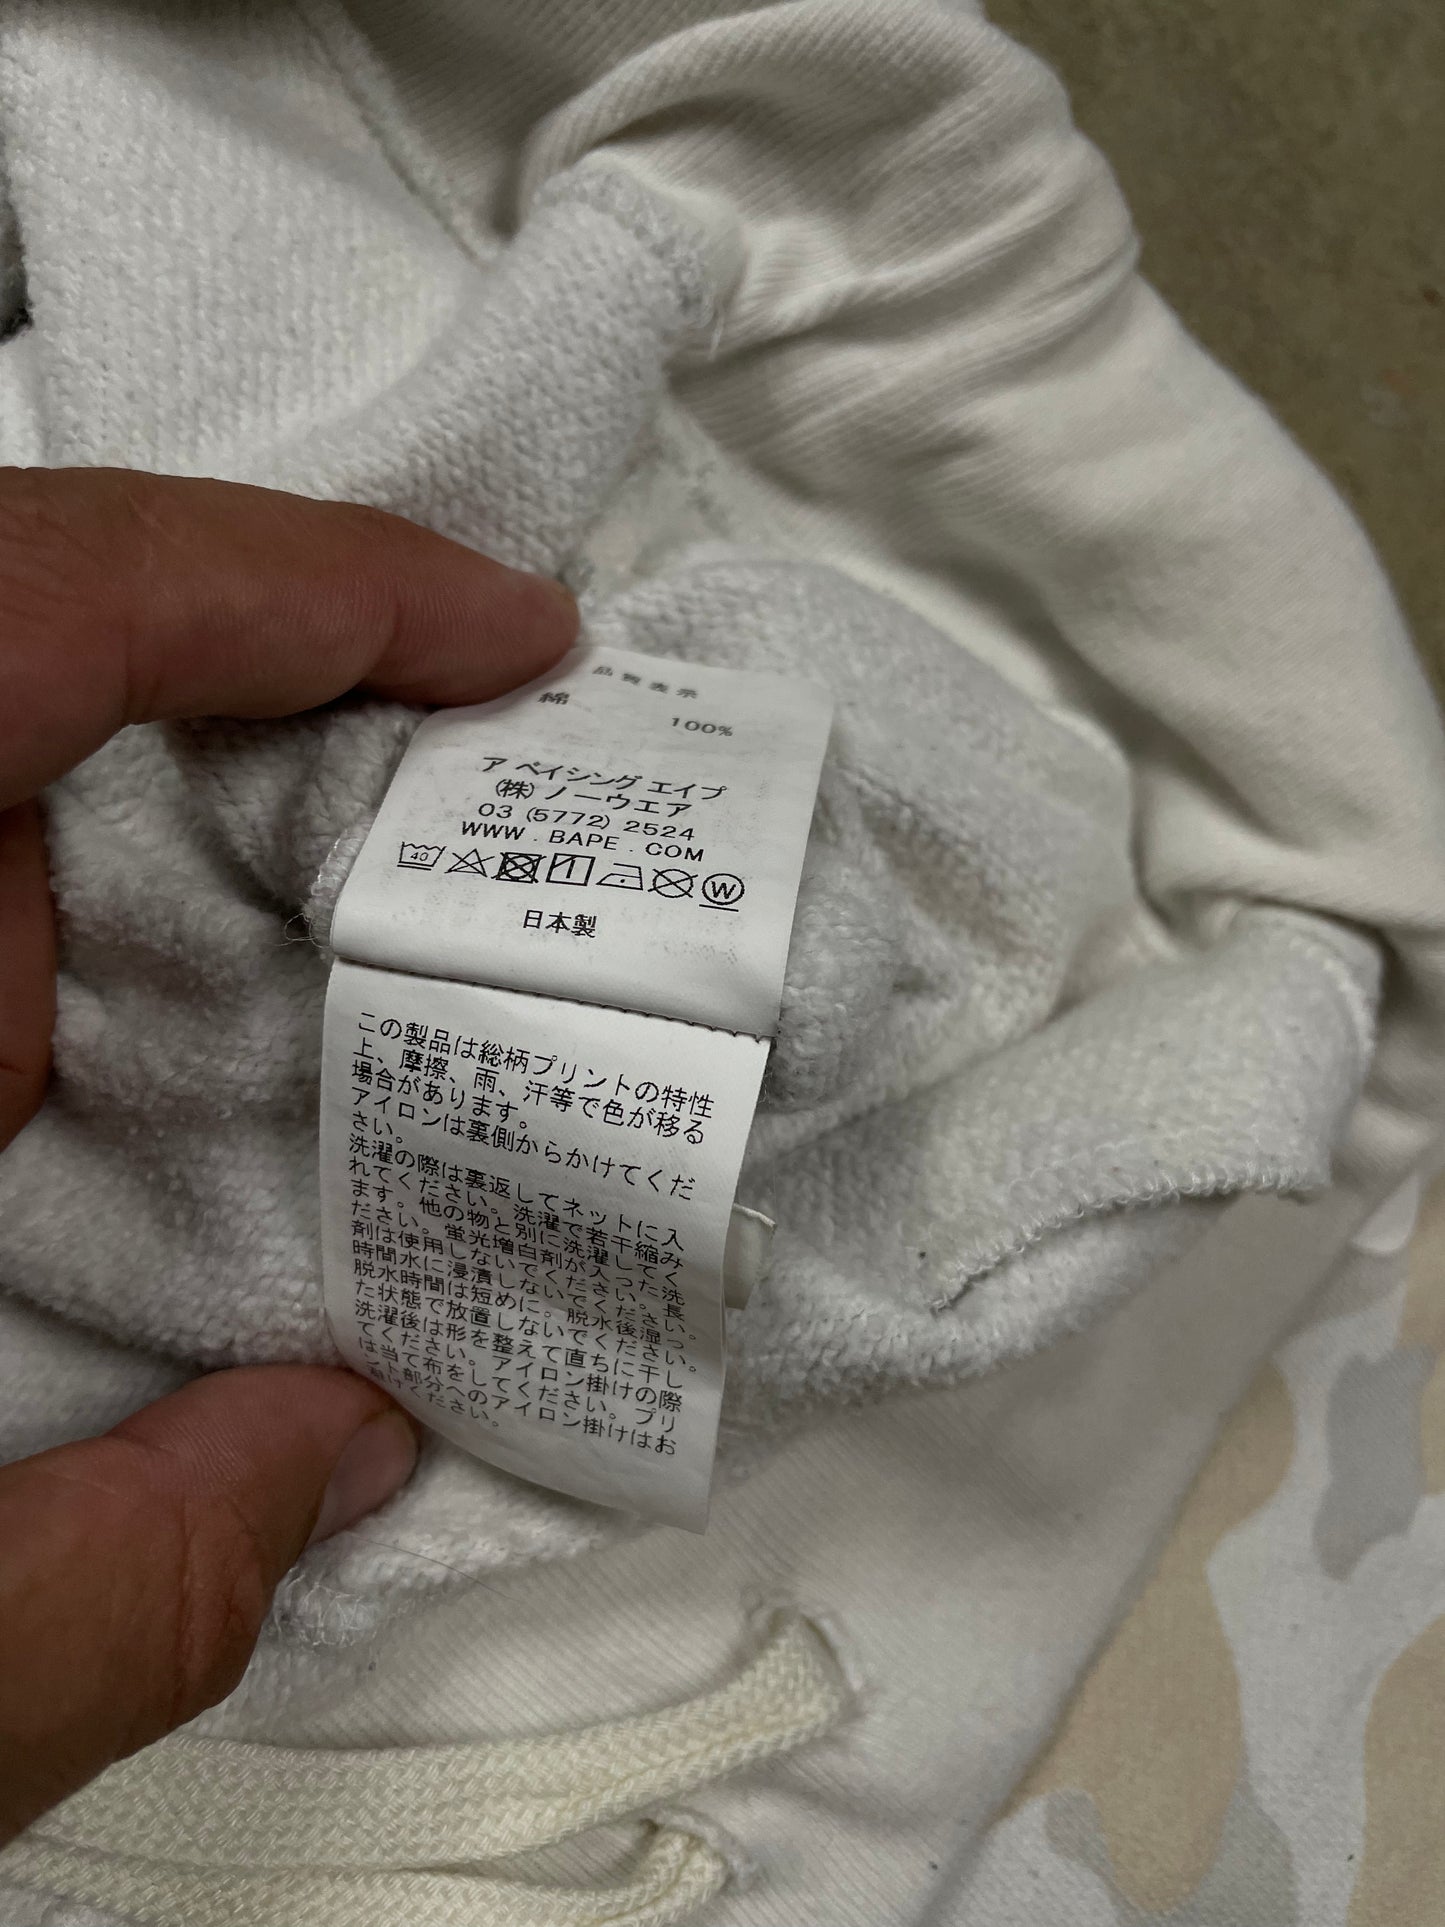 品質表示
綿 100%
ア ベイシング エイプ
(株) ノーウエア
03 (5772) 2524
WWW . BAPE . COM
40
W
日本製
この製品は総柄プリントの特性
上、摩擦、雨、汗等で色が移る
場合があります。
アイロンは裏側からかけてくだ
さい。
洗濯の際は裏返してネットに入
れてください。洗濯で若干縮み
ます。他の物と別に洗濯してく
ださい。蛍光増白剤が入った洗
剤は使用しないでください。長
時間水に浸漬しないでください。
脱水時間は短めに。脱水後湿っ
た状態で放置しないでください。
洗濯後は形を整えて直ちに干し
てください。アイロン掛けの際
は当て布をしてください。プリ
ント部分へのアイロン掛けはお
避けください。